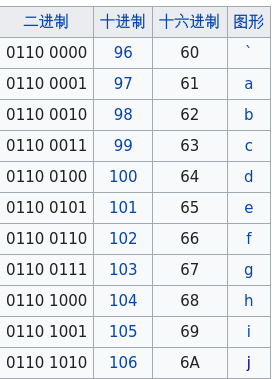 二进制 十进制 十六进制 图形
0110 0000 96 60 `
0110 0001 97 61 a
0110 0010 98 62 b
0110 0011 99 63 c
0110 0100 100 64 d
0110 0101 101 65 e
0110 0110 102 66 f
0110 0111 103 67 g
0110 1000 104 68 h
0110 1001 105 69 i
0110 1010 106 6A j